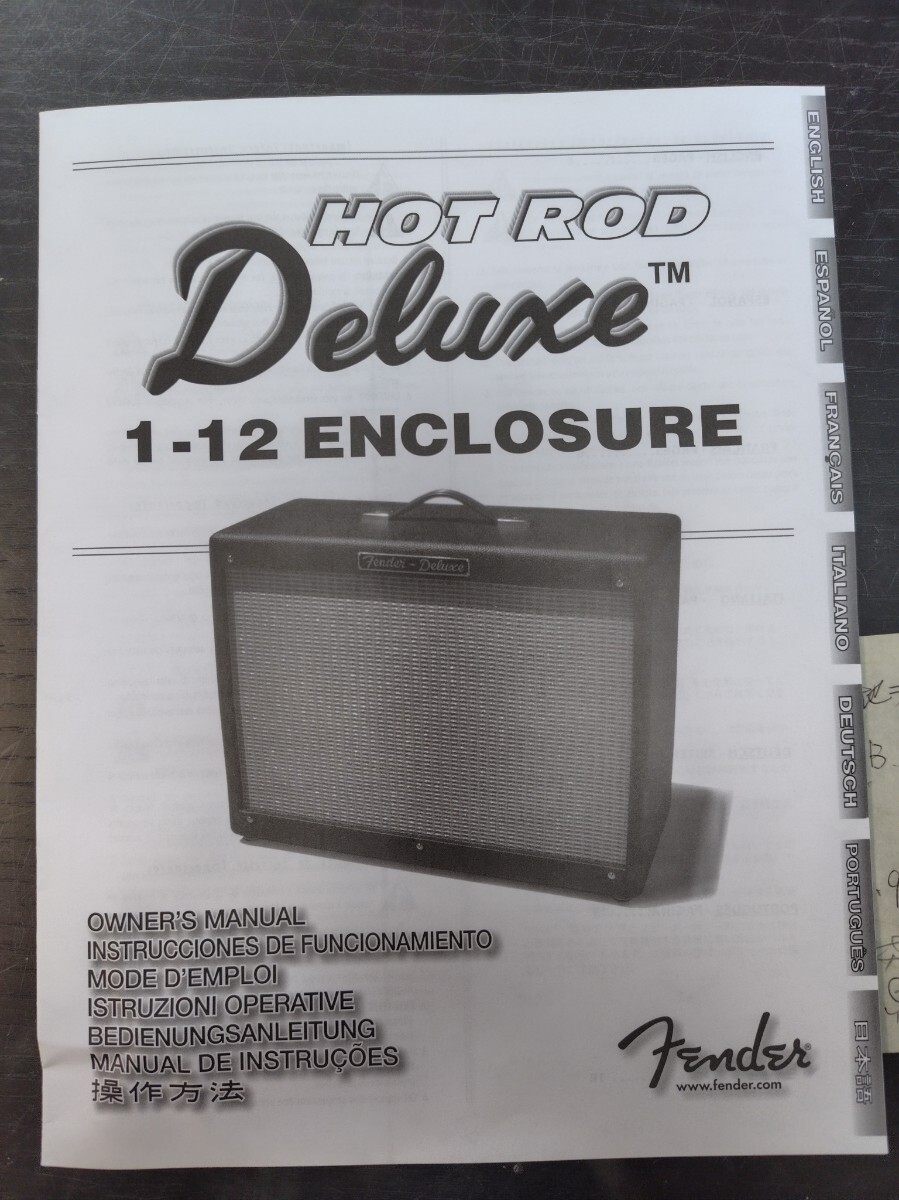 HOT ROD
Deluxe™
1-12 ENCLOSURE
Fender - Deluxe
OWNER'S MANUAL
INSTRUCCIONES DE FUNCIONAMIENTO
MODE D'EMPLOI
ISTRUZIONI OPERATIVE
BEDIENUNGSANLEITUNG
MANUAL DE INSTRUÇÕES
操作方法
Fender®
www.fender.com
ENGLISH
ESPAÑOL
FRANÇAIS
ITALIANO
DEUTSCH
PORTUGUÊS
日本語